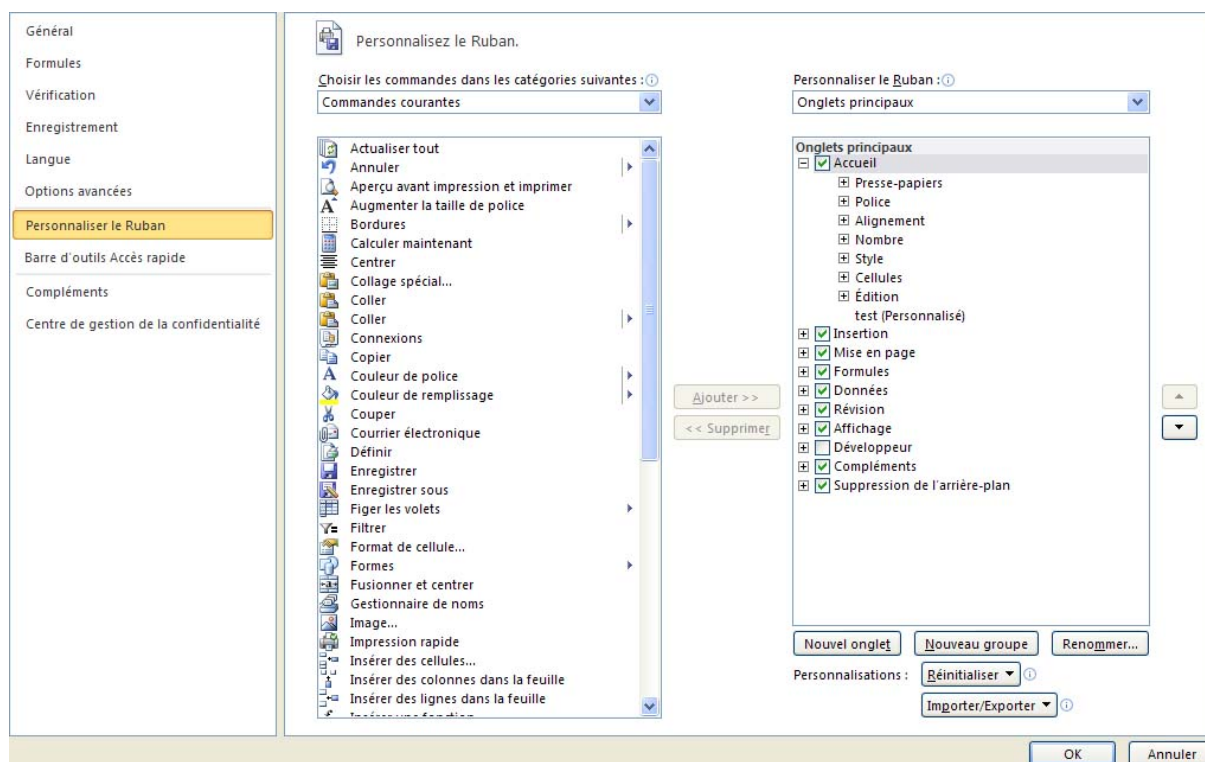 Général
Formules
Vérification
Enregistrement
Langue
Options avancées
Personnaliser le Ruban
Barre d'outils Accès rapide
Compléments
Centre de gestion de la confidentialité
Personnalisez le Ruban.
Choisir les commandes dans les catégories suivantes :
Commandes courantes
Actualiser tout
Annuler
Aperçu avant impression et imprimer
Augmenter la taille de police
Bordures
Calculer maintenant
Centrer
Collage spécial...
Coller
Coller
Connexions
Copier
Couleur de police
Couleur de remplissage
Couper
Courrier électronique
Définir
Enregistrer
Enregistrer sous
Figer les volets
Filtrer
Format de cellule...
Formes
Fusionner et centrer
Gestionnaire de noms
Image...
Impression rapide
Insérer des cellules...
Insérer des colonnes dans la feuille
Insérer des lignes dans la feuille
Ajouter >>
<< Supprimer
Personnaliser le Ruban :
Onglets principaux
Onglets principaux
Accueil
Presse-papiers
Police
Alignement
Nombre
Style
Cellules
Édition
test (Personnalisé)
Insertion
Mise en page
Formules
Données
Révision
Affichage
Développeur
Compléments
Suppression de l'arrière-plan
Nouvel onglet Nouveau groupe Renommer...
Personnalisations : Réinitialiser
Importer/Exporter
OK Annuler